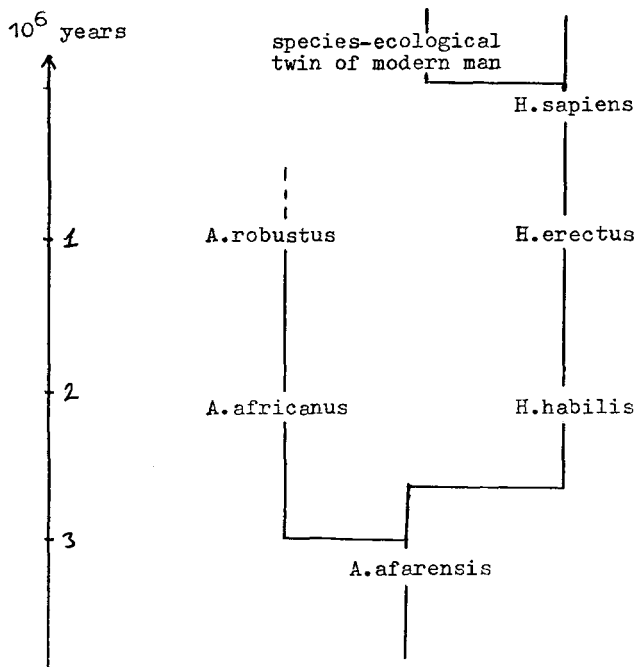 10⁶ years
species-ecological
twin of modern man
H.sapiens
1
A.robustus
H.erectus
2
A.africanus
H.habilis
3
A.afarensis